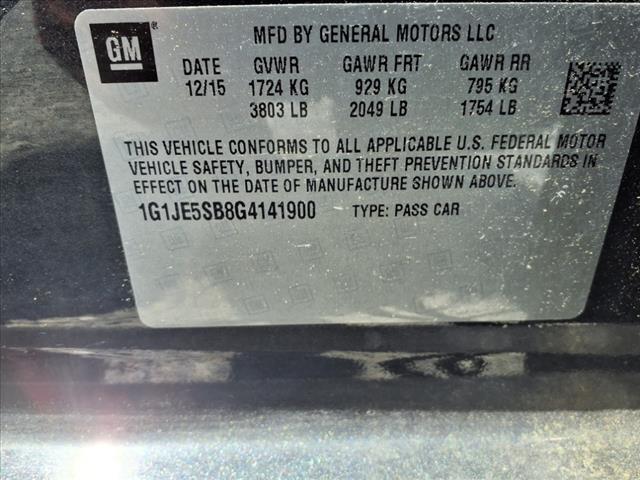 GM
MFD BY GENERAL MOTORS LLC
DATE GVWR GAWR FRT GAWR RR
12/15 1724 KG 929 KG 795 KG
3803 LB 2049 LB 1754 LB
THIS VEHICLE CONFORMS TO ALL APPLICABLE U.S. FEDERAL MOTOR
VEHICLE SAFETY, BUMPER, AND THEFT PREVENTION STANDARDS IN
EFFECT ON THE DATE OF MANUFACTURE SHOWN ABOVE.
1G1JE5SB8G4141900 TYPE: PASS CAR